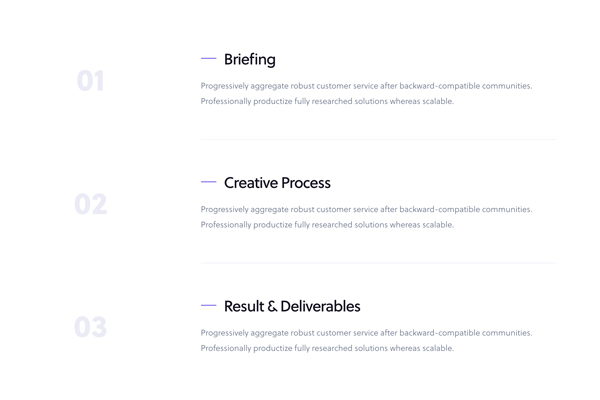 01
Briefing
Progressively aggregate robust customer service after backward-compatible communities.
Professionally productize fully researched solutions whereas scalable.
02
Creative Process
Progressively aggregate robust customer service after backward-compatible communities.
Professionally productize fully researched solutions whereas scalable.
03
Result & Deliverables
Progressively aggregate robust customer service after backward-compatible communities.
Professionally productize fully researched solutions whereas scalable.